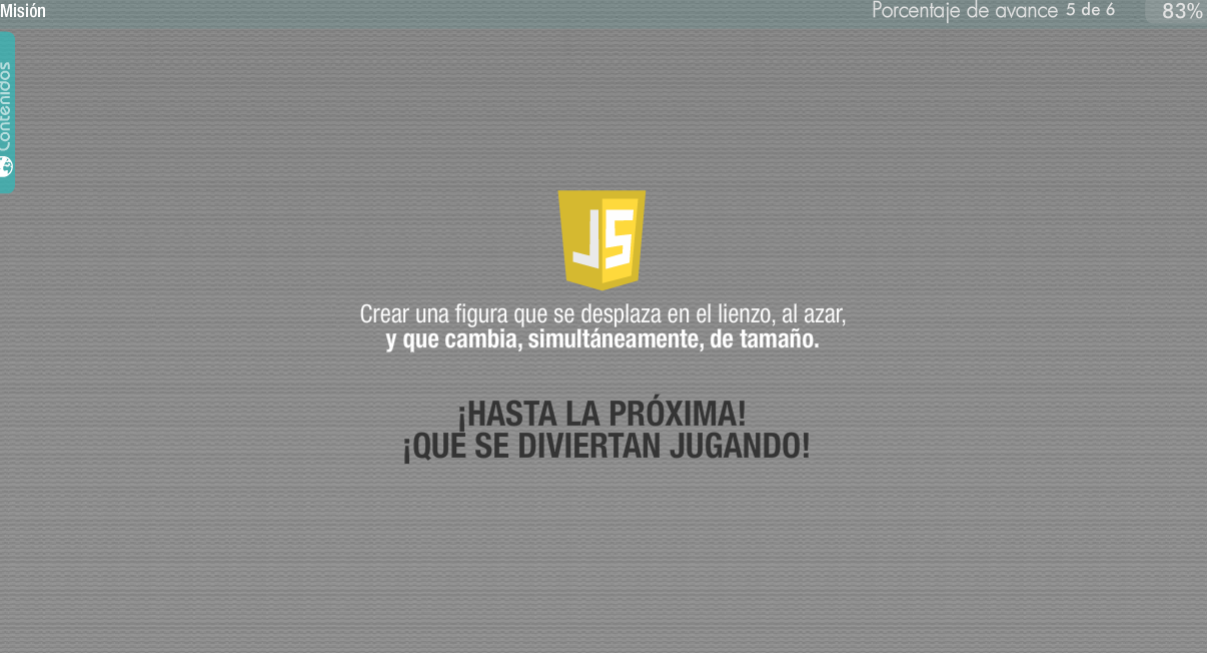 Misión
Porcentaje de avance 5 de 6 83%
Contenidos
JS
Crear una figura que se desplaza en el lienzo, al azar,
y que cambia, simultáneamente, de tamaño.
¡HASTA LA PRÓXIMA!
¡QUE SE DIVIERTAN JUGANDO!